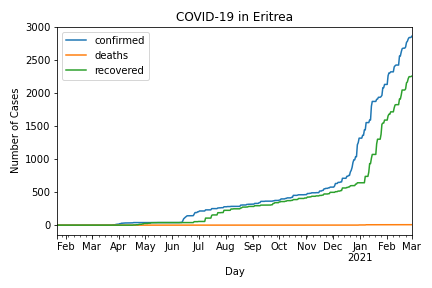 COVID-19 in Eritrea
confirmed
deaths
recovered
Number of Cases
3000
2500
2000
1500
1000
500
0
Feb Mar Apr May Jun Jul Aug Sep Oct Nov Dec Jan Feb Mar
2021
Day